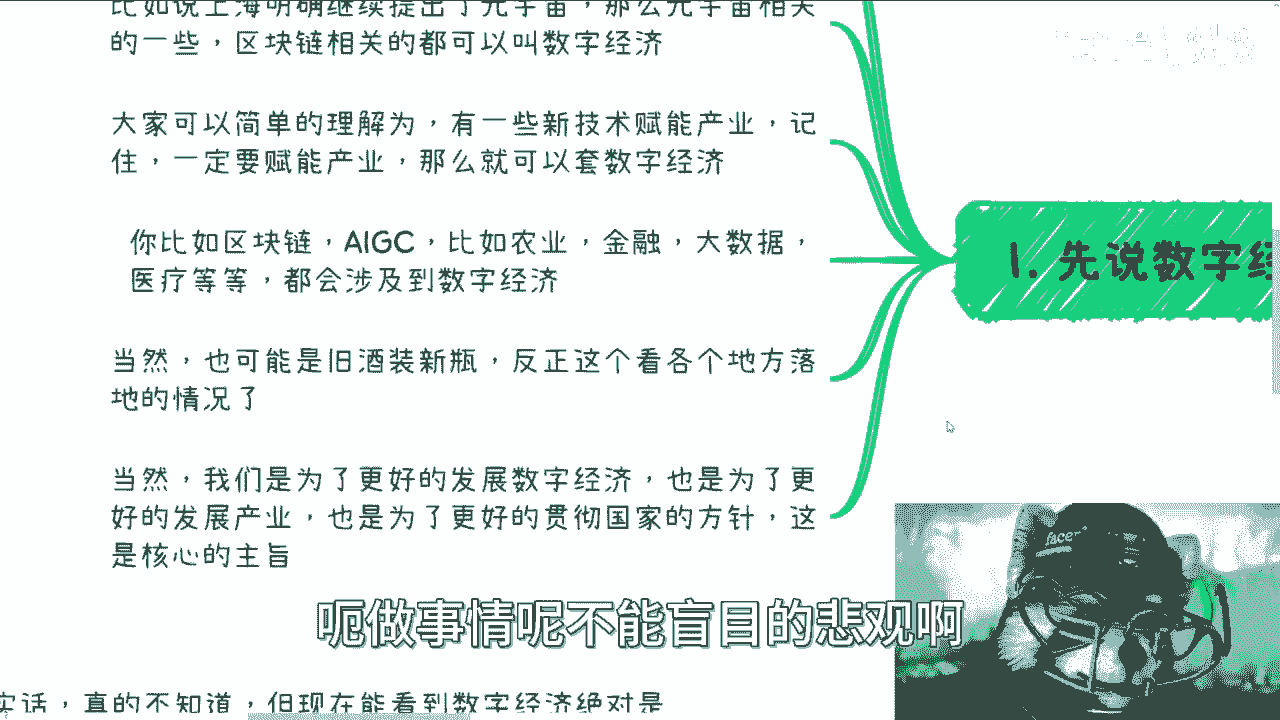 比如说上海明确继续提出了元宇宙，那么元宇宙相关
的一些，区块链相关的都可以叫数字经济
大家可以简单的理解为，有一些新技术赋能产业，记
住，一定要赋能产业，那么就可以套数字经济
你比如区块链，AIGC，比如农业，金融，大数据，
医疗等等，都会涉及到数字经济
当然，也可能是旧酒装新瓶，反正这个看各个地方落
地的情况了
当然，我们是为了更好的发展数字经济，也是为了更
好的发展产业，也是为了更好的贯彻国家的方针，这
是核心的主旨
1. 先说数字经
呃做事情呢不能盲目的悲观啊
实话，真的不知道，但现在能看到数字经济绝对是